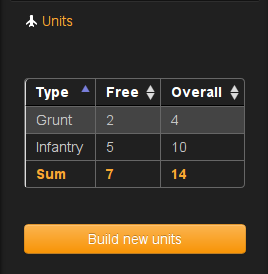 Units
Type Free Overall
Grunt 2 4
Infantry 5 10
Sum 7 14
Build new units